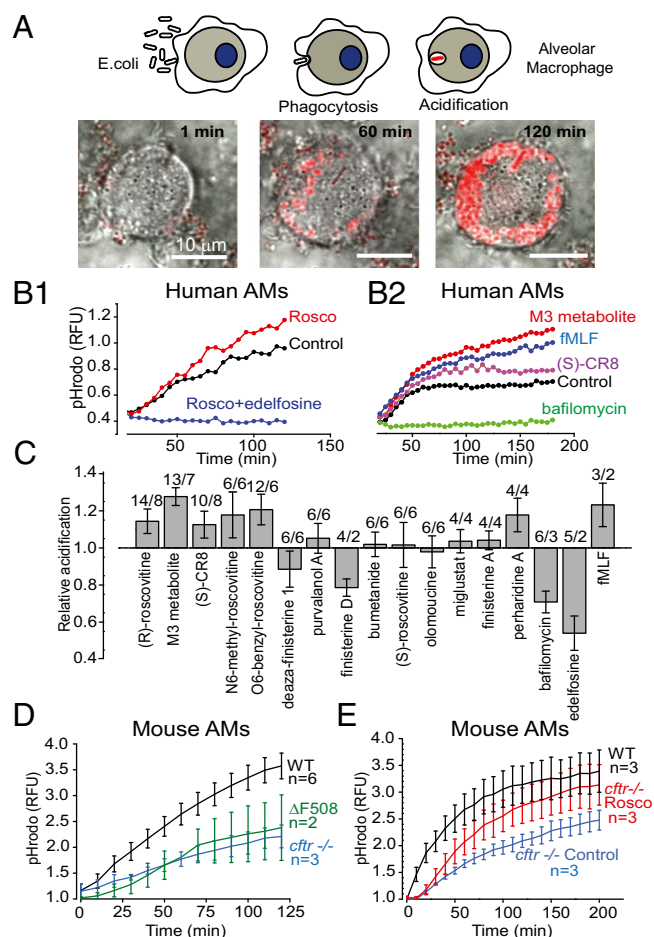 A
E.coli
Alveolar
Macrophage
Phagocytosis
Acidification
1 min
60 min
120 min
10 μm
B1
Human AMs
pHrodo (RFU)
1.2
1.0
0.8
0.6
0.4
Rosco
Control
Rosco+edelfosine
50
100
150
Time (min)
B2
Human AMs
M3 metabolite
fMLF
(S)-CR8
Control
bafilomycin
0
50
100
150
200
Time (min)
C
Relative acidification
1.4
1.2
1.0
0.8
0.6
0.4
14/8
13/7
10/8
6/6
12/6
6/6
6/6
4/2
6/6
6/6
6/6
4/4
4/4
4/4
6/3
5/2
3/2
(R)-roscovitine
M3 metabolite
(S)-CR8
N6-methyl-roscovitine
O6-benzyl-roscovitine
deaza-finisterine 1
purvalanol A
finisterine D
bumetanide
(S)-roscovitine
olomoucine
miglustat
finisterine A
perharidine A
bafilomycin
edelfosine
fMLF
D
Mouse AMs
pHrodo (RFU)
4.0
3.5
3.0
2.5
2.0
1.5
1.0
WT
n=6
ΔF508
n=2
cftr -/-
n=3
0
25
50
75
100
125
Time (min)
E
Mouse AMs
pHrodo (RFU)
4.0
3.5
3.0
2.5
2.0
1.5
1.0
WT
n=3
cftr-/-
Rosco
n=3
cftr -/- Control
n=3
0
50
100
150
200
Time (min)